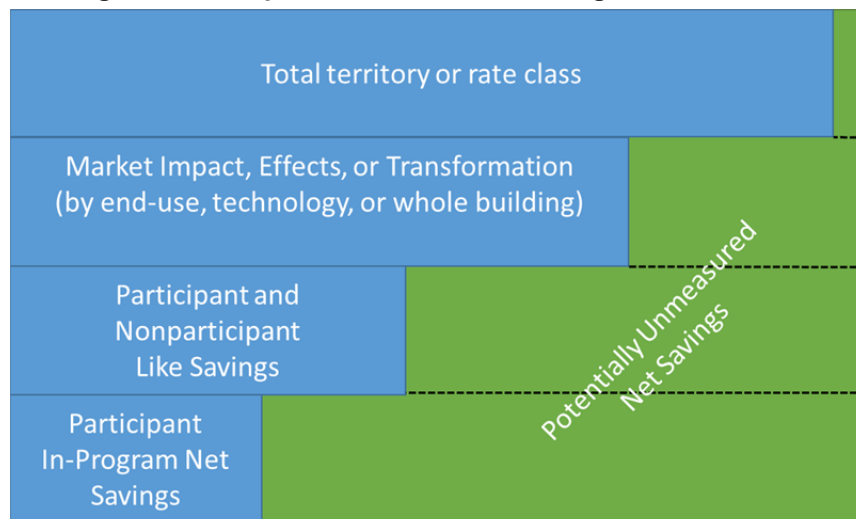 Total territory or rate class
Market Impact, Effects, or Transformation
(by end-use, technology, or whole building)
Participant and
Nonparticipant
Like Savings
Potentially Unmeasured
Net Savings
Participant
In-Program Net
Savings